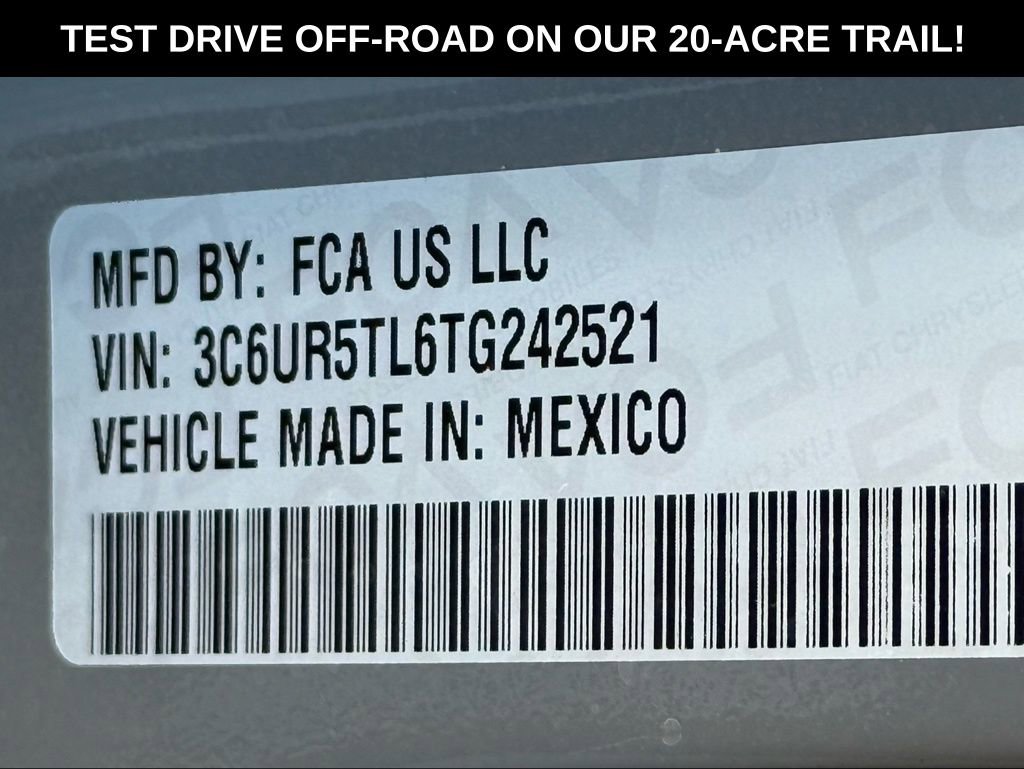 TEST DRIVE OFF-ROAD ON OUR 20-ACRE TRAIL!
MFD BY: FCA US LLC
VIN: 3C6UR5TL6TG242521
VEHICLE MADE IN: MEXICO